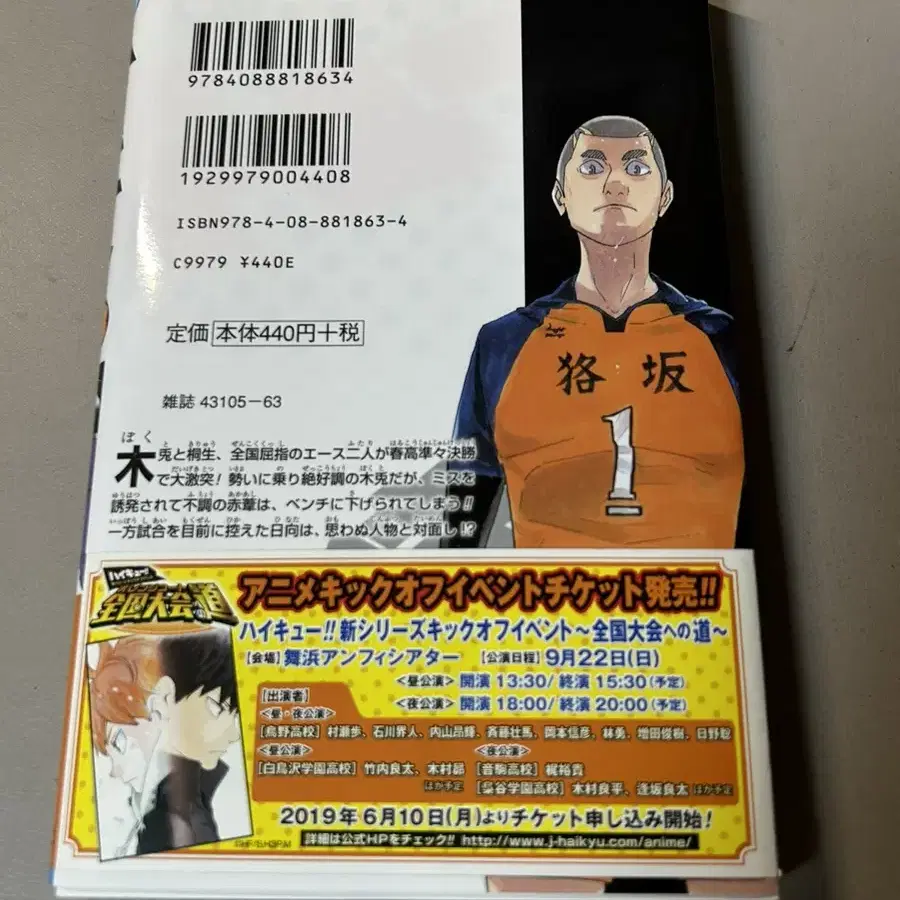 9784088818634
1929979004408
ISBN978-4-08-881863-4
C9979 ¥440E
定価 本体440円+税
雑誌 43105-63
木兎と桐生、全国屈指のエース二人が春高準々決勝
で大激突! 勢いに乗り絶好調の木兎だが、ミスを
誘発されて不調の赤葦は、ベンチに下げられてしまう!!
一方試合を目前に控えた日向は、思わぬ人物と対面し!?
狢坂
1
ハイキュー!!
全国大会への道
アニメキックオフイベントチケット発売!!
ハイキュー!! 新シリーズキックオフイベント〜全国大会への道〜
[会場] 舞浜アンフィシアター [公演日程] 9月22日(日)
<昼公演> 開演 13:30/ 終演 15:30(予定)
<夜公演> 開演 18:00/ 終演 20:00(予定)
[出演者]
<昼・夜公演>
[烏野高校] 村瀬歩、石川界人、内山昂輝、斉藤壮馬、岡本信彦、林勇、増田俊樹、日野聡
<昼公演>
[白鳥沢学園高校] 竹内良太、木村昴
ほか予定
<夜公演>
[音駒高校] 梶裕貴
[梟谷学園高校] 木村良平、逢坂良太 ほか予定
2019年6月10日(月)よりチケット申し込み開始!
詳細は公式HPをチェック!! http://www.j-haikyu.com/anime/